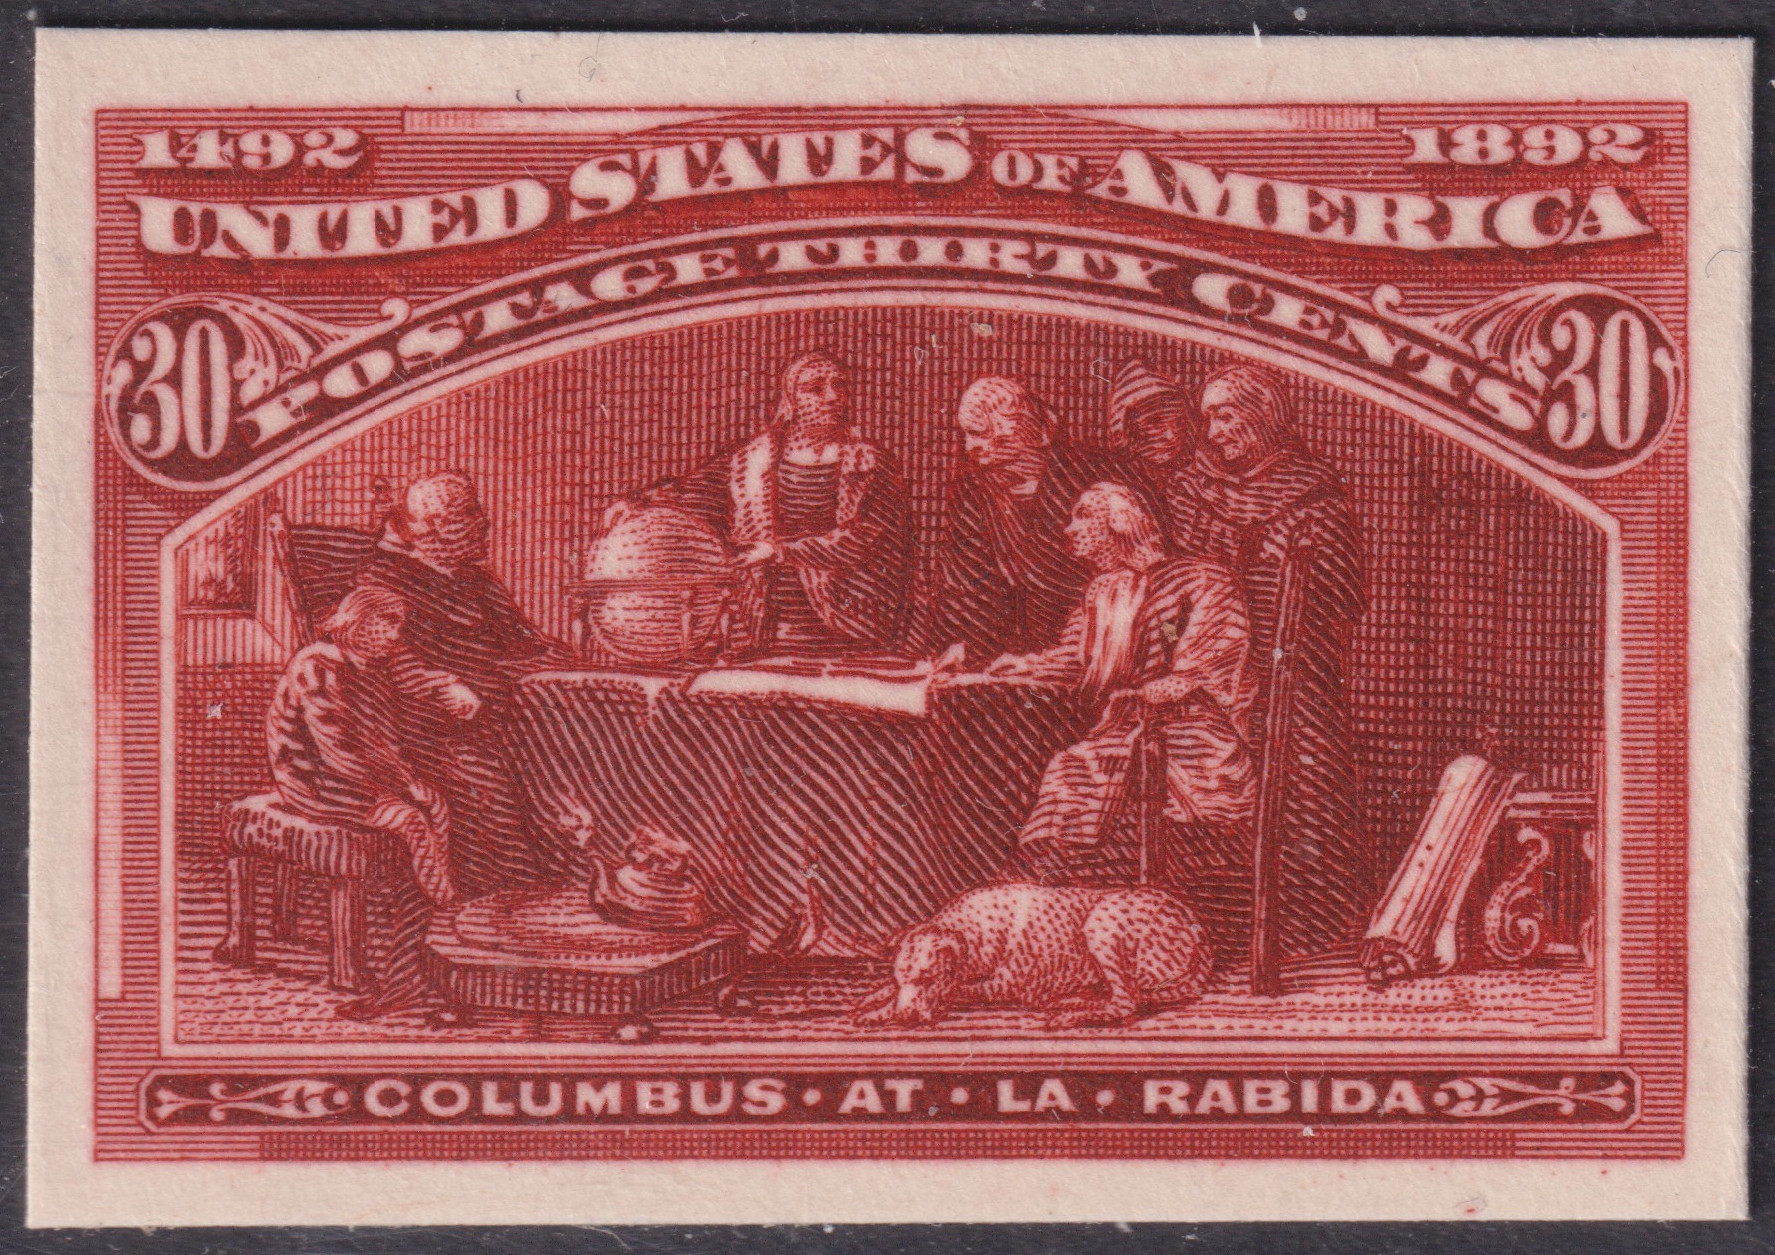 1492 1892
UNITED STATES OF AMERICA
POSTAGE THIRTY CENTS
30 30
COLUMBUS · AT · LA · RABIDA